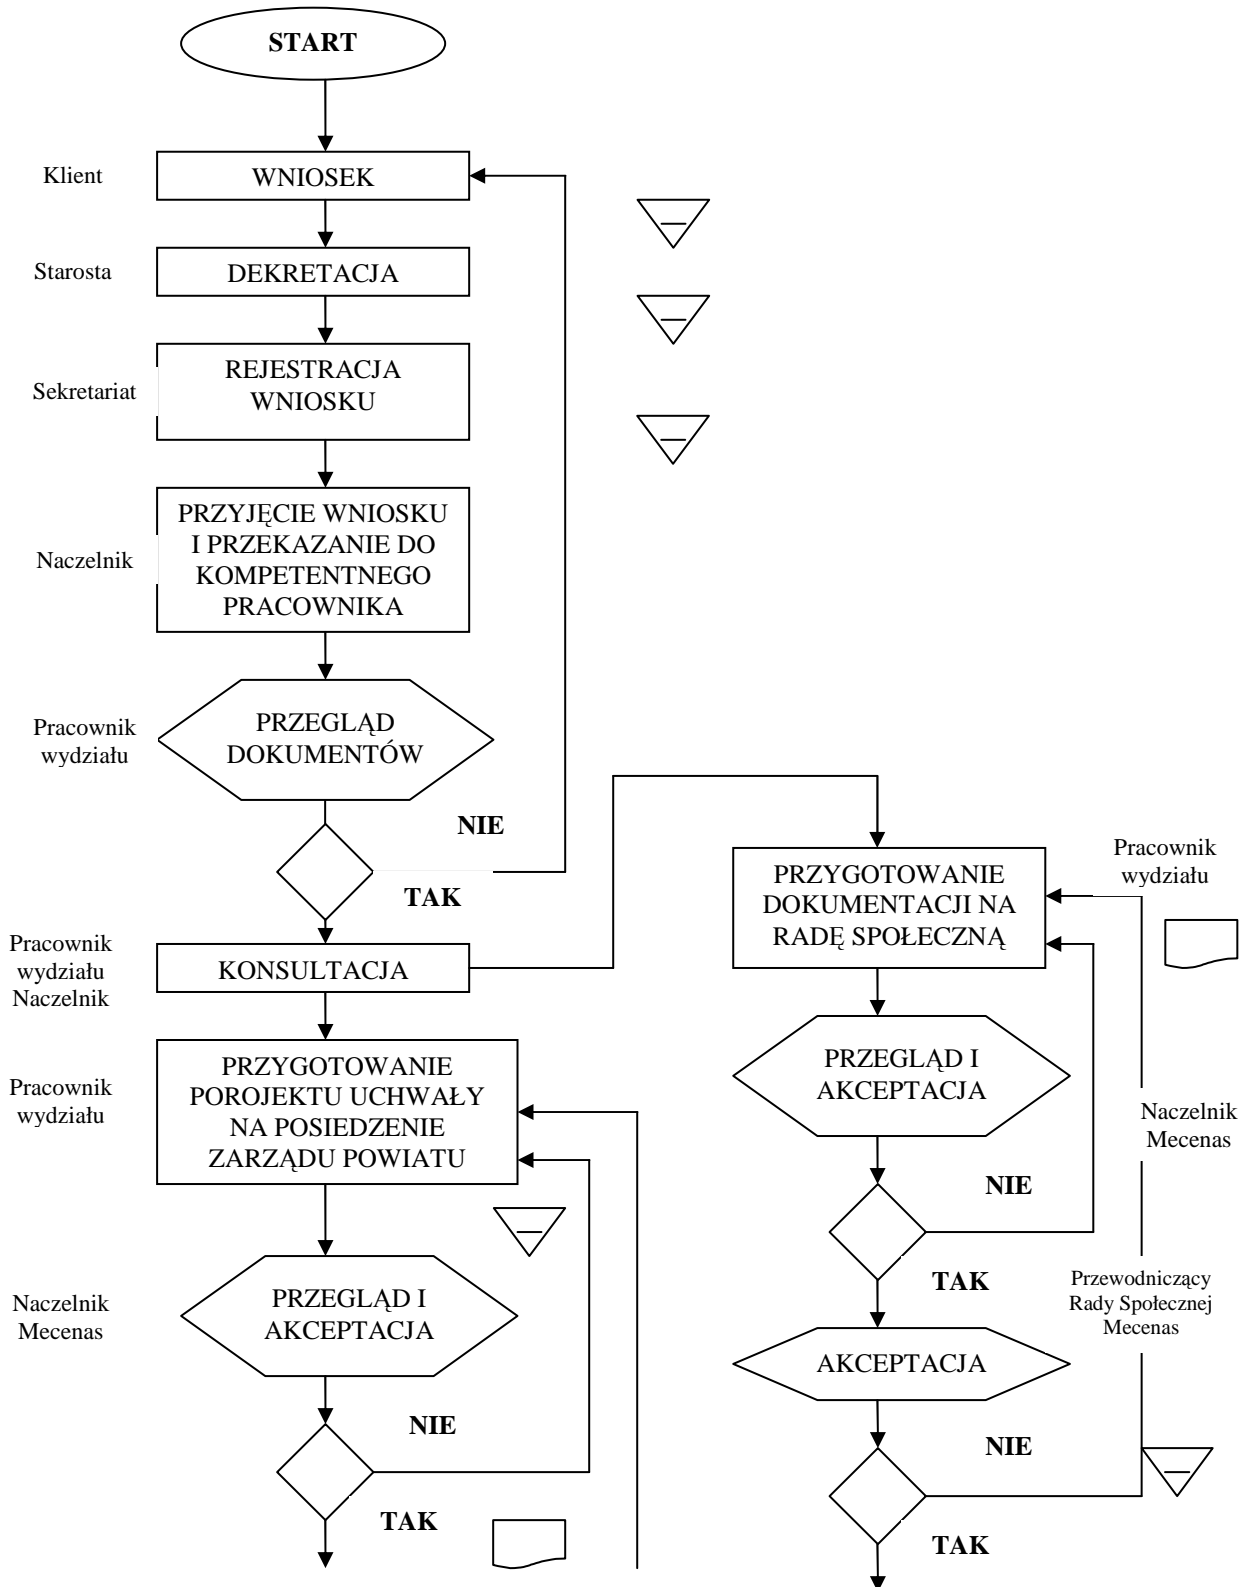 START
Klient
WNIOSEK
Starosta
DEKRETACJA
Sekretariat
REJESTRACJA
WNIOSKU
Naczelnik
PRZYJĘCIE WNIOSKU
I PRZEKAZANIE DO
KOMPETENTNEGO
PRACOWNIKA
Pracownik
wydziału
PRZEGLĄD
DOKUMENTÓW
NIE
TAK
Pracownik
wydziału
Naczelnik
KONSULTACJA
Pracownik
wydziału
PRZYGOTOWANIE
POROJEKTU UCHWAŁY
NA POSIEDZENIE
ZARZĄDU POWIATU
Naczelnik
Mecenas
PRZEGLĄD I
AKCEPTACJA
NIE
TAK
PRZYGOTOWANIE
DOKUMENTACJI NA
RADĘ SPOŁECZNĄ
Pracownik
wydziału
PRZEGLĄD I
AKCEPTACJA
Naczelnik
Mecenas
NIE
TAK
Przewodniczący
Rady Społecznej
Mecenas
AKCEPTACJA
NIE
TAK